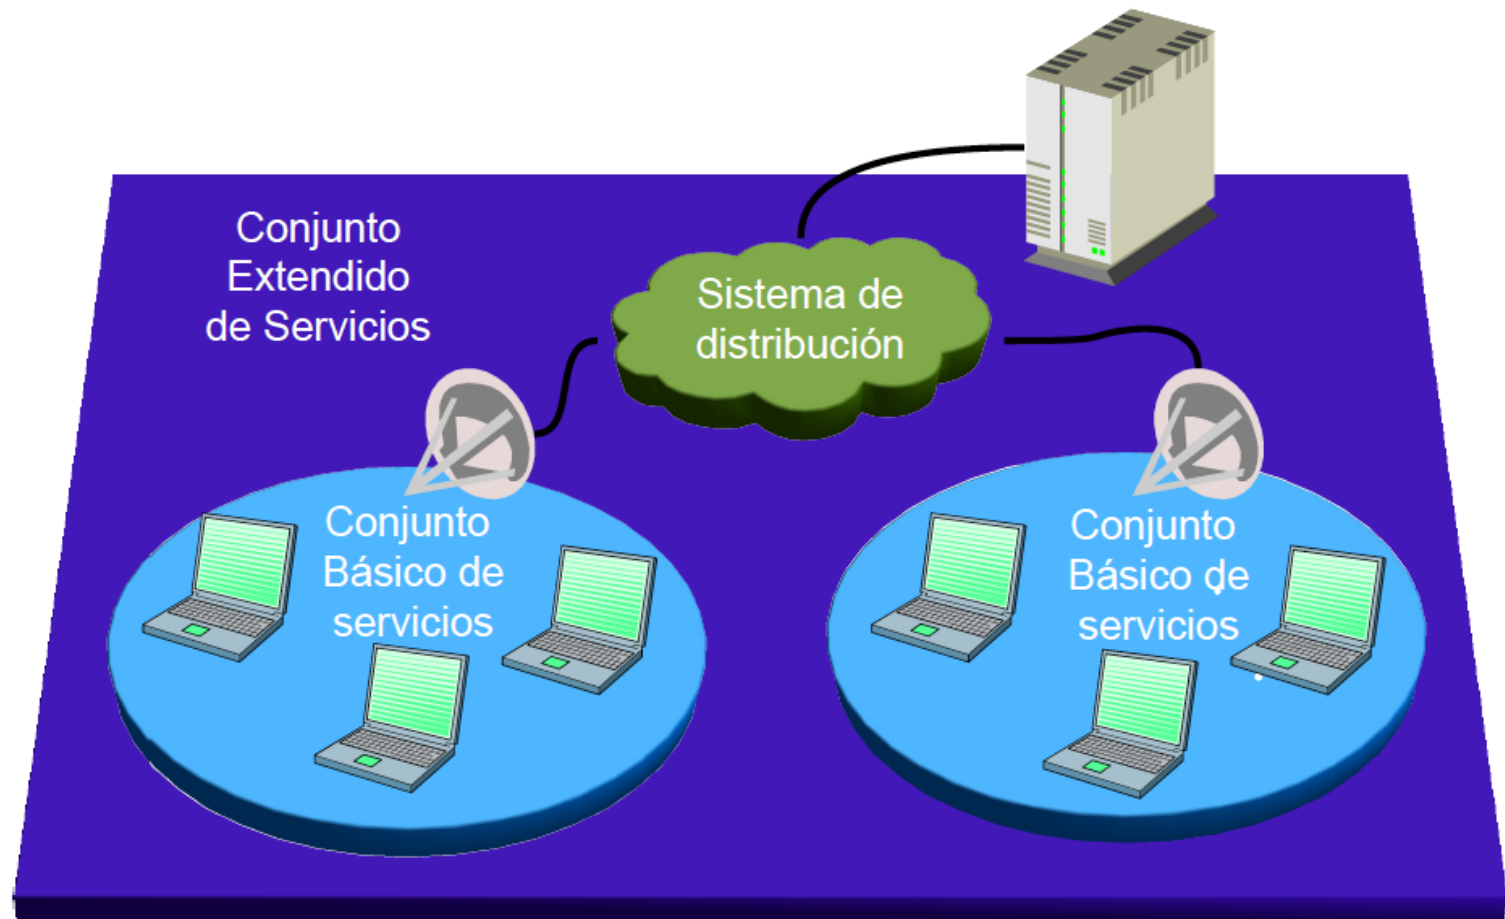 Conjunto
Extendido
de Servicios
Sistema de
distribución
Conjunto
Básico de
servicios
Conjunto
Básico de
servicios